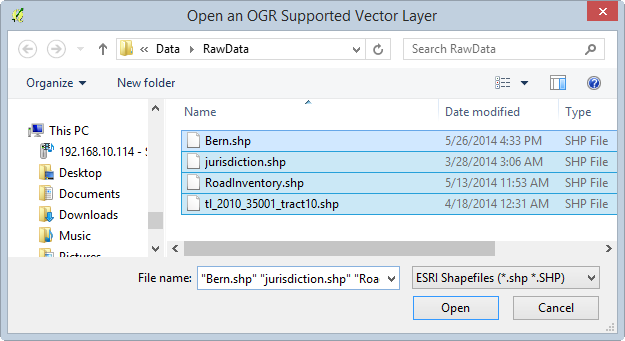 Open an OGR Supported Vector Layer
« Data ▸ RawData
Search RawData
Organize
New folder
Name Date modified Type
This PC
192.168.10.114 -
Desktop
Documents
Downloads
Music
Pictures
Bern.shp 5/26/2014 4:33 PM SHP File
jurisdiction.shp 3/28/2014 3:06 AM SHP File
RoadInventory.shp 5/13/2014 11:53 AM SHP File
tl_2010_35001_tract10.shp 4/18/2014 12:31 AM SHP File
File name: "Bern.shp" "jurisdiction.shp" "Roa
ESRI Shapefiles (*.shp *.SHP)
Open Cancel